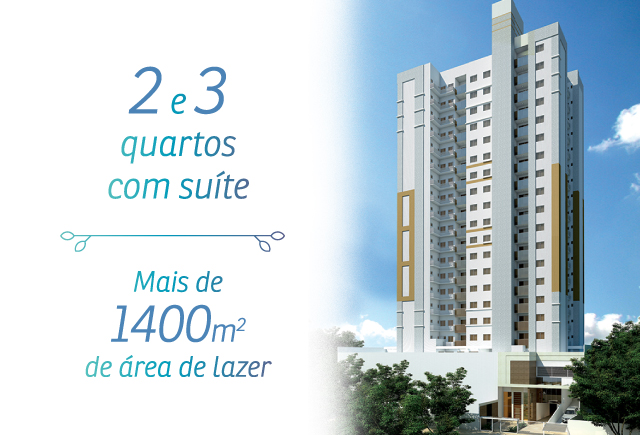 2 e 3
quartos
com suíte
Mais de
1400m²
de área de lazer